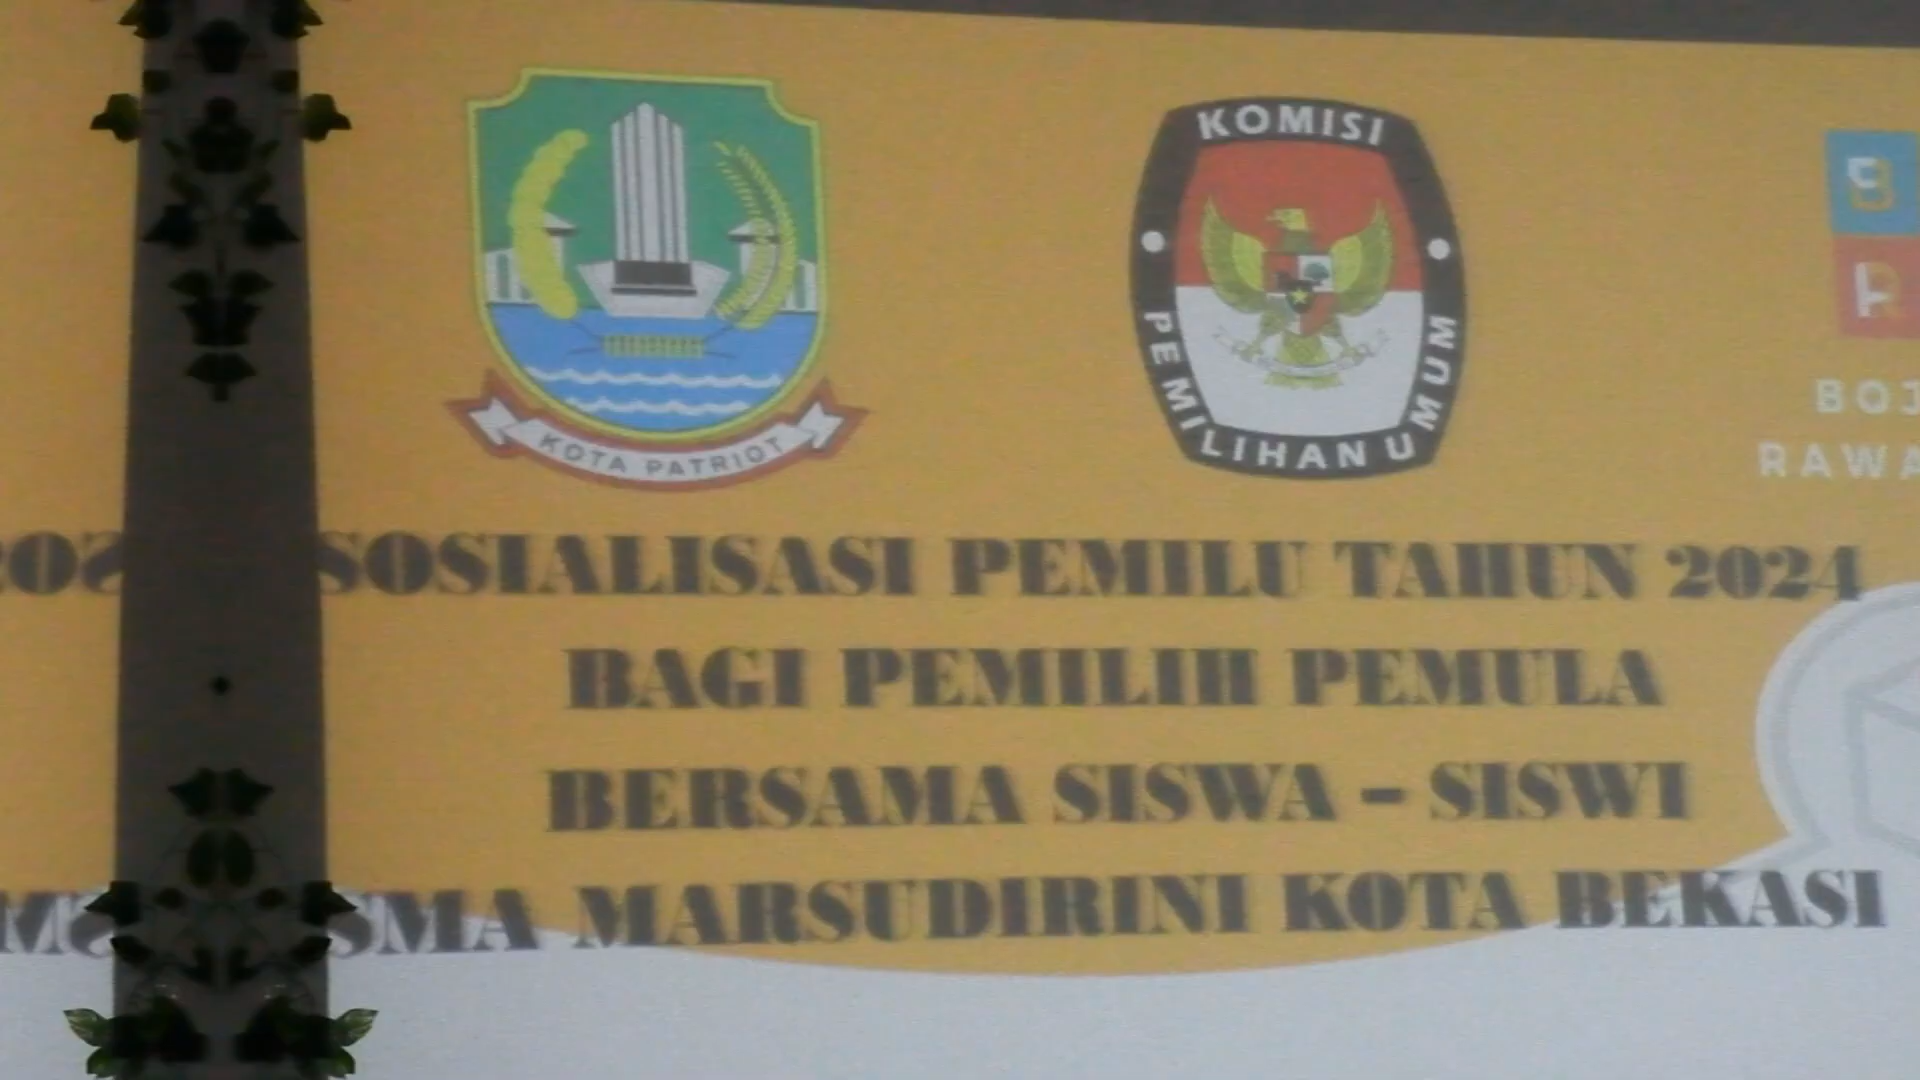 KOMISI
PEMILIHAN UMUM
KOTA PATRIOT
BOJ
RAWA
SOSIALISASI PEMILU TAHUN 2024
BAGI PEMILIH PEMULA
BERSAMA SISWA – SISWI
SMA MARSUDIRINI KOTA BEKASI